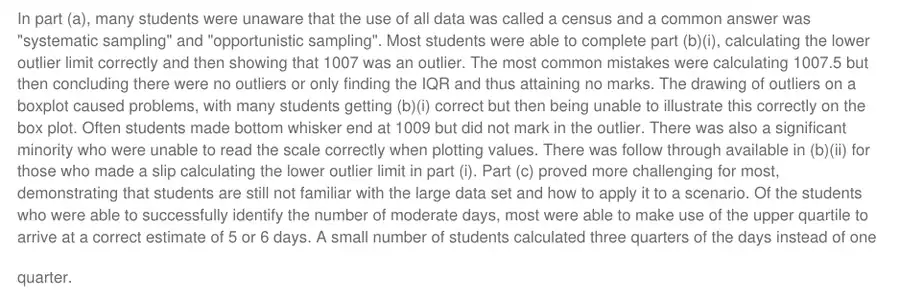 In part (a), many students were unaware that the use of all data was called a census and a common answer was
"systematic sampling" and "opportunistic sampling". Most students were able to complete part (b)(i), calculating the lower
outlier limit correctly and then showing that 1007 was an outlier. The most common mistakes were calculating 1007.5 but
then concluding there were no outliers or only finding the IQR and thus attaining no marks. The drawing of outliers on a
boxplot caused problems, with many students getting (b)(i) correct but then being unable to illustrate this correctly on the
box plot. Often students made bottom whisker end at 1009 but did not mark in the outlier. There was also a significant
minority who were unable to read the scale correctly when plotting values. There was follow through available in (b)(ii) for
those who made a slip calculating the lower outlier limit in part (i). Part (c) proved more challenging for most,
demonstrating that students are still not familiar with the large data set and how to apply it to a scenario. Of the students
who were able to successfully identify the number of moderate days, most were able to make use of the upper quartile to
arrive at a correct estimate of 5 or 6 days. A small number of students calculated three quarters of the days instead of one
quarter.